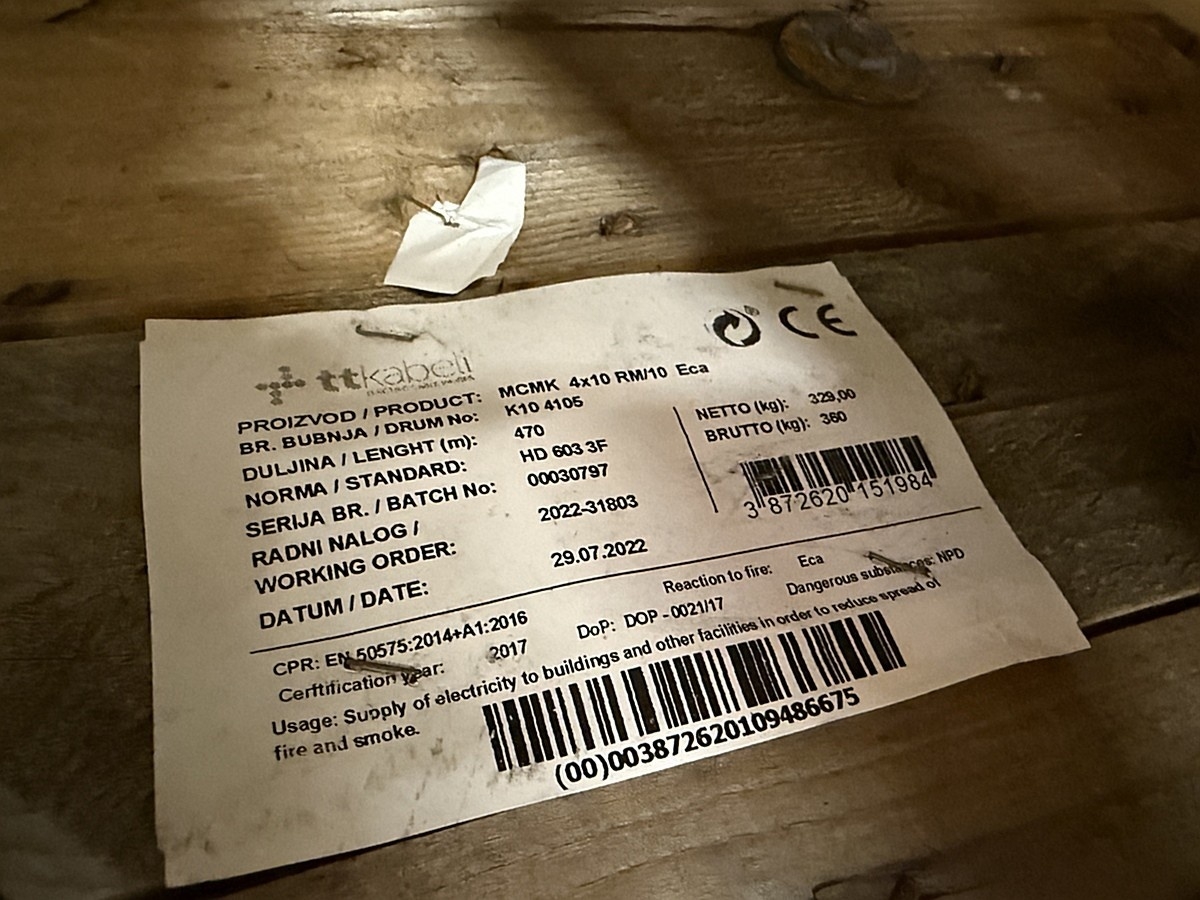 ttkabeli
PROIZVOD / PRODUCT: MCMK 4x10 RM/10 Eca
BR. BUBNJA / DRUM No: K10 4105
DULJINA / LENGHT (m): 470
NORMA / STANDARD: HD 603 3F
SERIJA BR. / BATCH No: 00030797
RADNI NALOG /
WORKING ORDER: 2022-31803
DATUM / DATE: 29.07.2022
CE
NETTO (kg): 329,00
BRUTTO (kg): 360
3 872620 151984
CPR: EN 50575:2014+A1:2016
Reaction to fire: Eca
Certification year: 2017
DoP: DOP - 0021/17
Dangerous substances: NPD
Usage: Supply of electricity to buildings and other facilities in order to reduce spread of
fire and smoke.
(00)003872620109486675